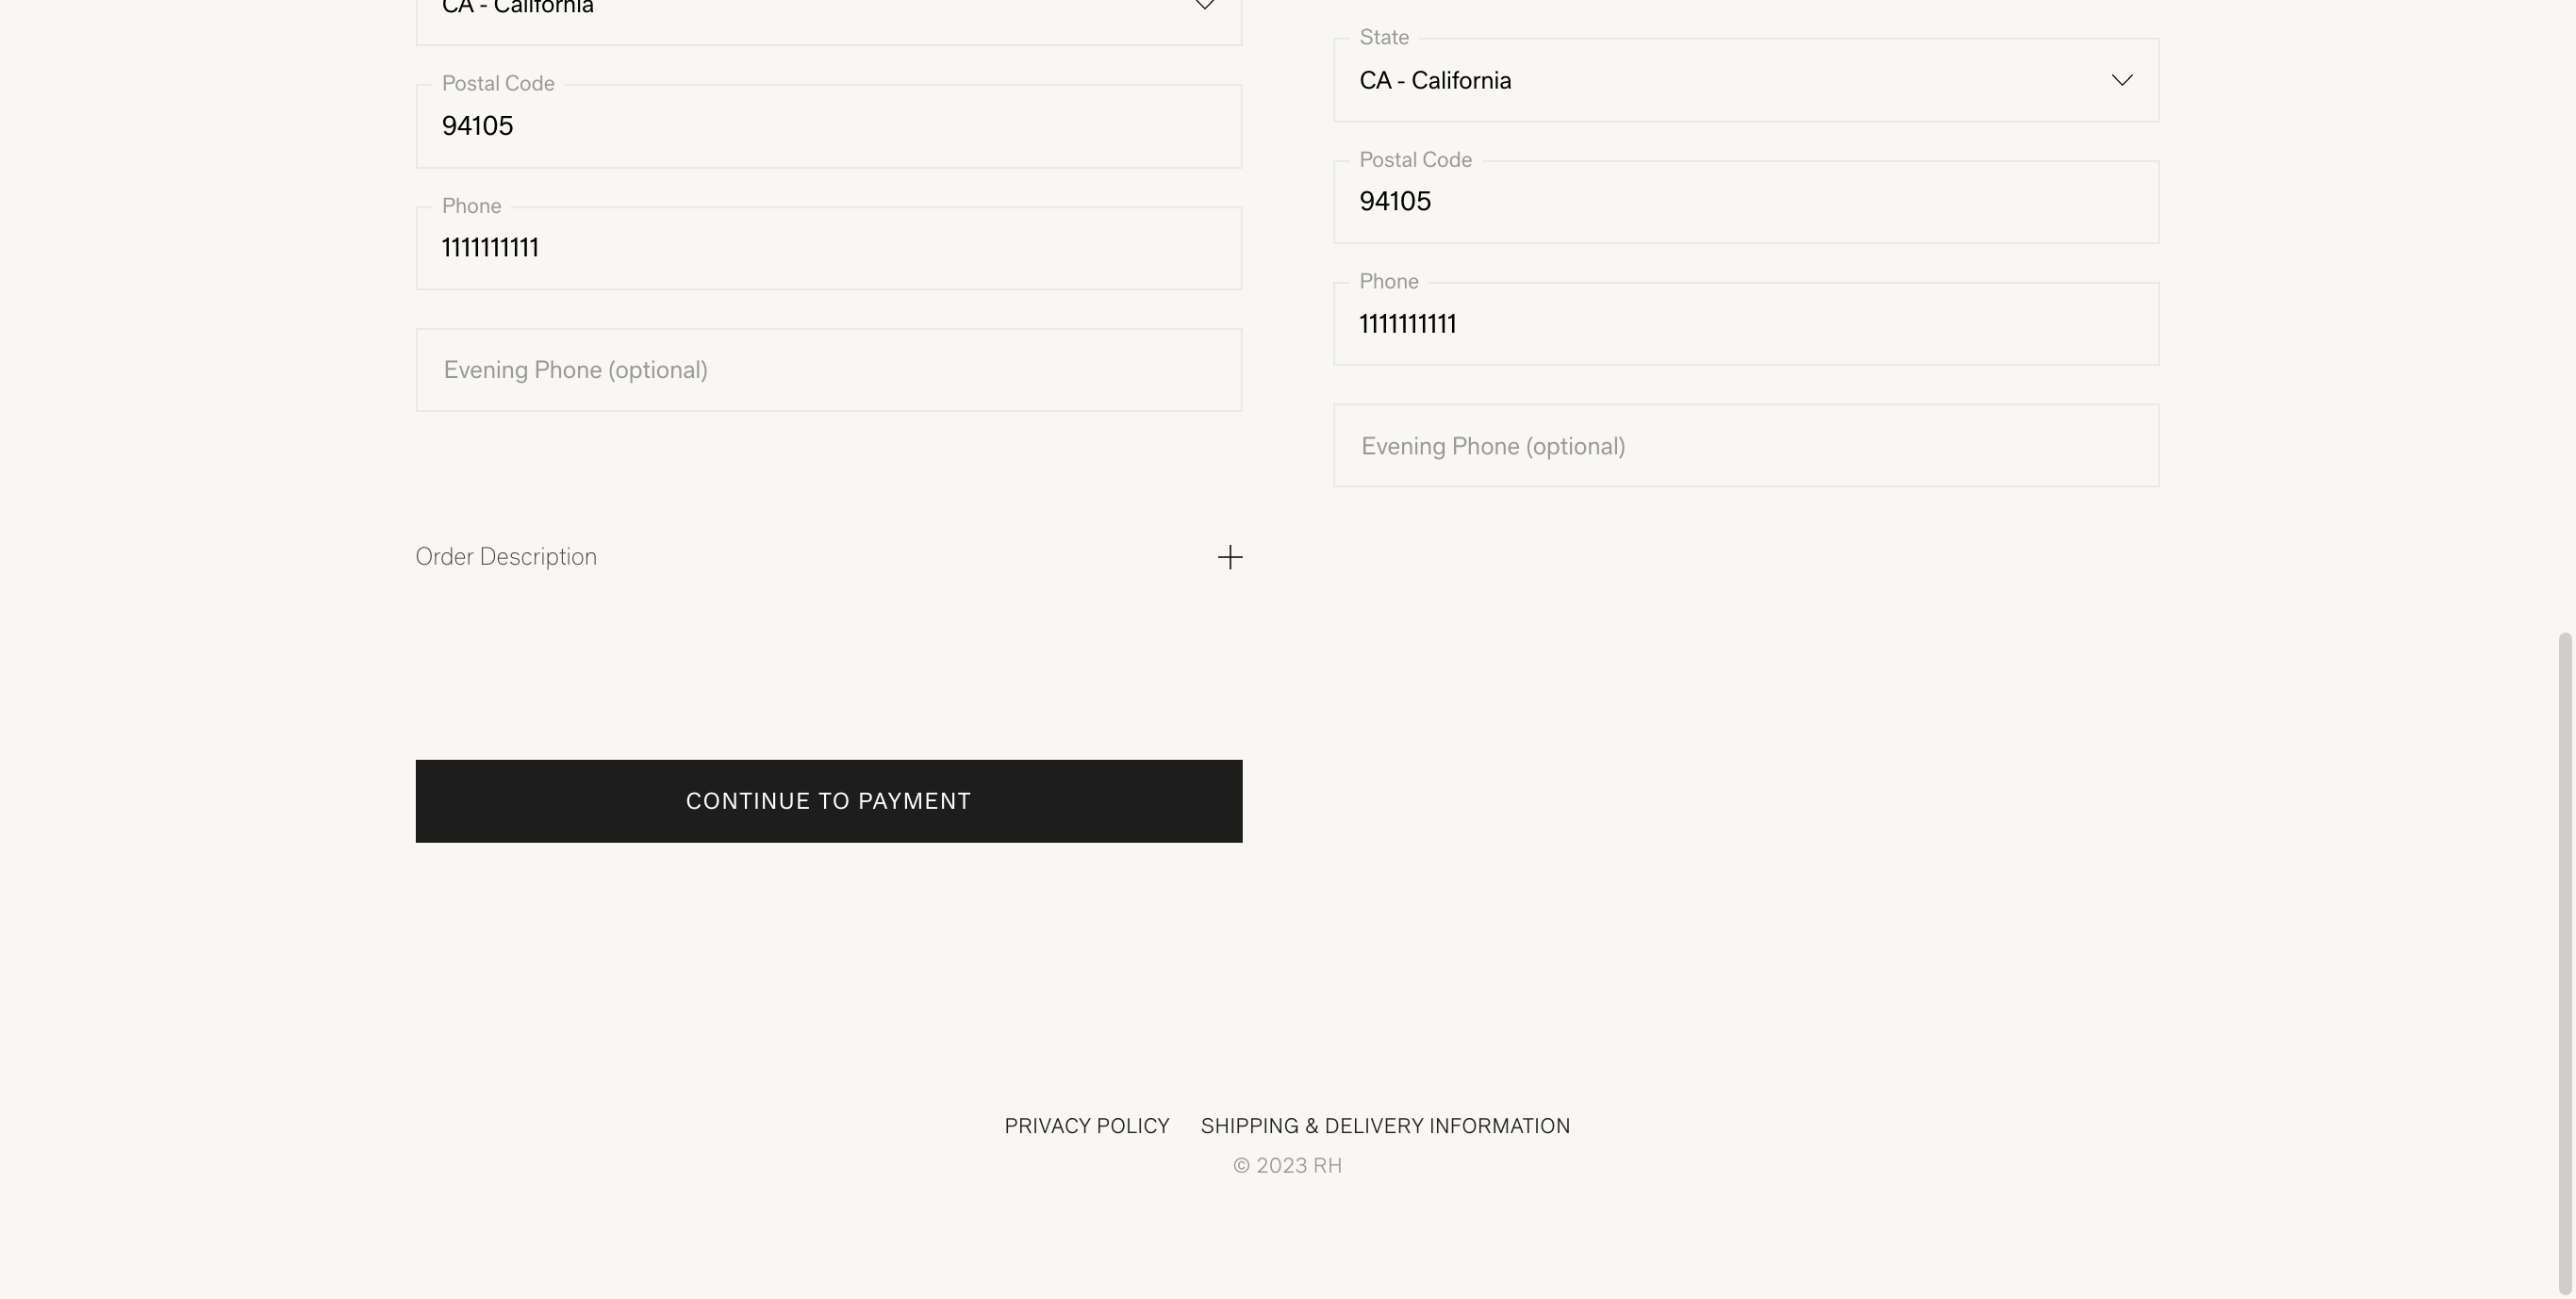 CA - California
Postal Code
94105
Phone
1111111111
Evening Phone (optional)
State
CA - California
Postal Code
94105
Phone
1111111111
Evening Phone (optional)
Order Description
CONTINUE TO PAYMENT
PRIVACY POLICY SHIPPING & DELIVERY INFORMATION
© 2023 RH